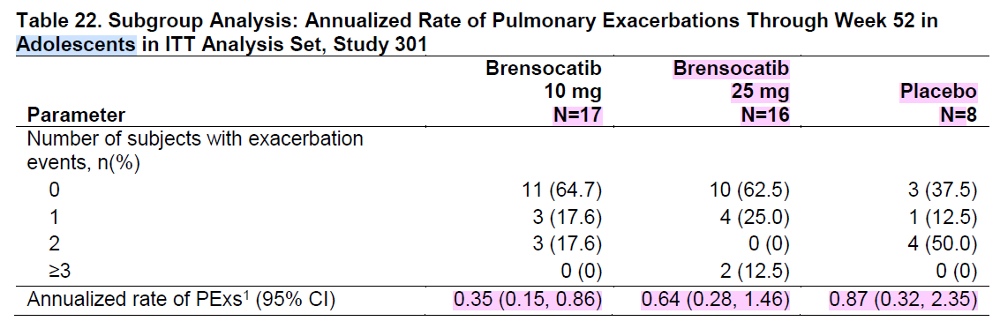 Table 22. Subgroup Analysis: Annualized Rate of Pulmonary Exacerbations Through Week 52 in
Adolescents in ITT Analysis Set, Study 301
Brensocatib Brensocatib
10 mg 25 mg Placebo
Parameter N=17 N=16 N=8
Number of subjects with exacerbation
events, n(%)
0 11 (64.7) 10 (62.5) 3 (37.5)
1 3 (17.6) 4 (25.0) 1 (12.5)
2 3 (17.6) 0 (0) 4 (50.0)
≥3 0 (0) 2 (12.5) 0 (0)
Annualized rate of PExs¹ (95% CI) 0.35 (0.15, 0.86) 0.64 (0.28, 1.46) 0.87 (0.32, 2.35)